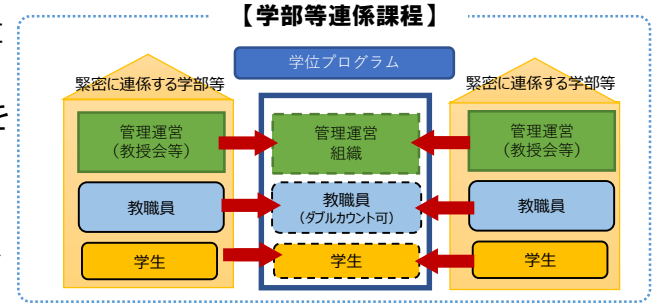 【学部等連係課程】
学位プログラム
緊密に連係する学部等
管理運営
（教授会等）
教職員
学生
管理運営
組織
教職員
（ダブルカウント可）
学生
緊密に連係する学部等
管理運営
（教授会等）
教職員
学生